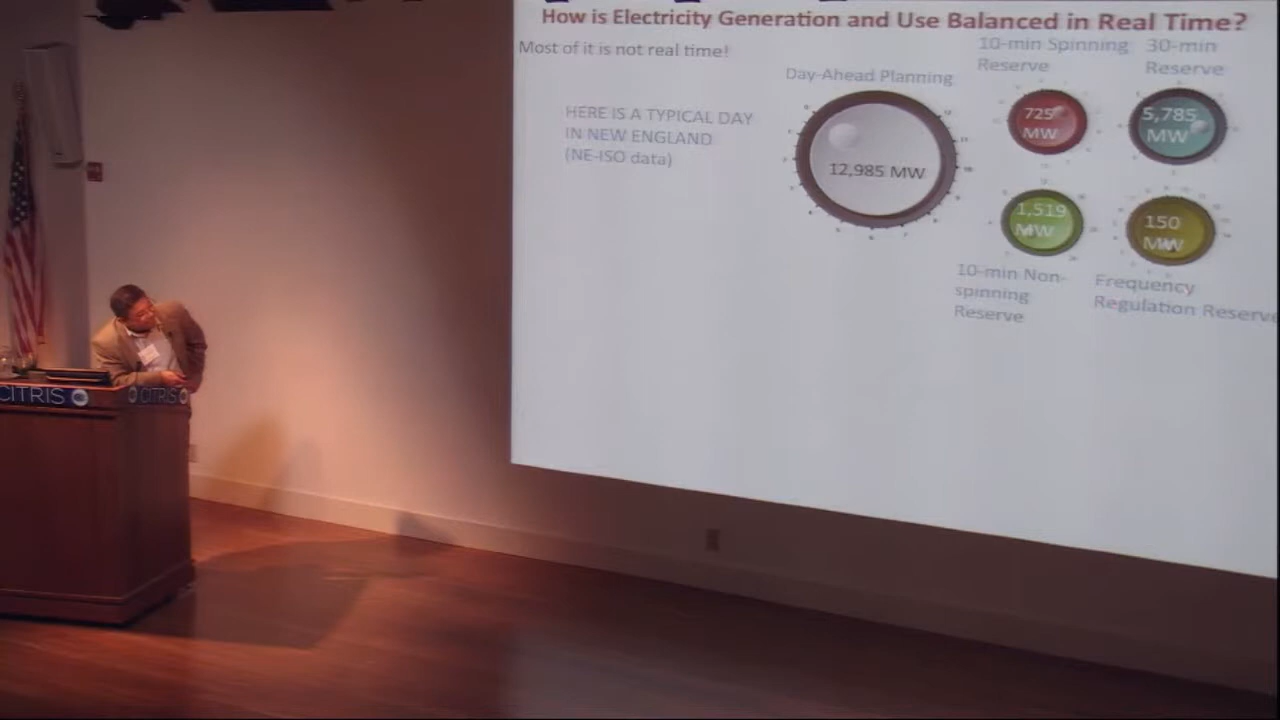 How is Electricity Generation and Use Balanced in Real Time?
Most of it is not real time!
HERE IS A TYPICAL DAY
IN NEW ENGLAND
(NE-ISO data)
Day-Ahead Planning
12,985 MW
10-min Spinning
Reserve
725
MW
30-min
Reserve
5,785
MW
1,519
MW
10-min Non-
spinning
Reserve
150
MW
Frequency
Regulation Reserve
CITRIS
CITRIS